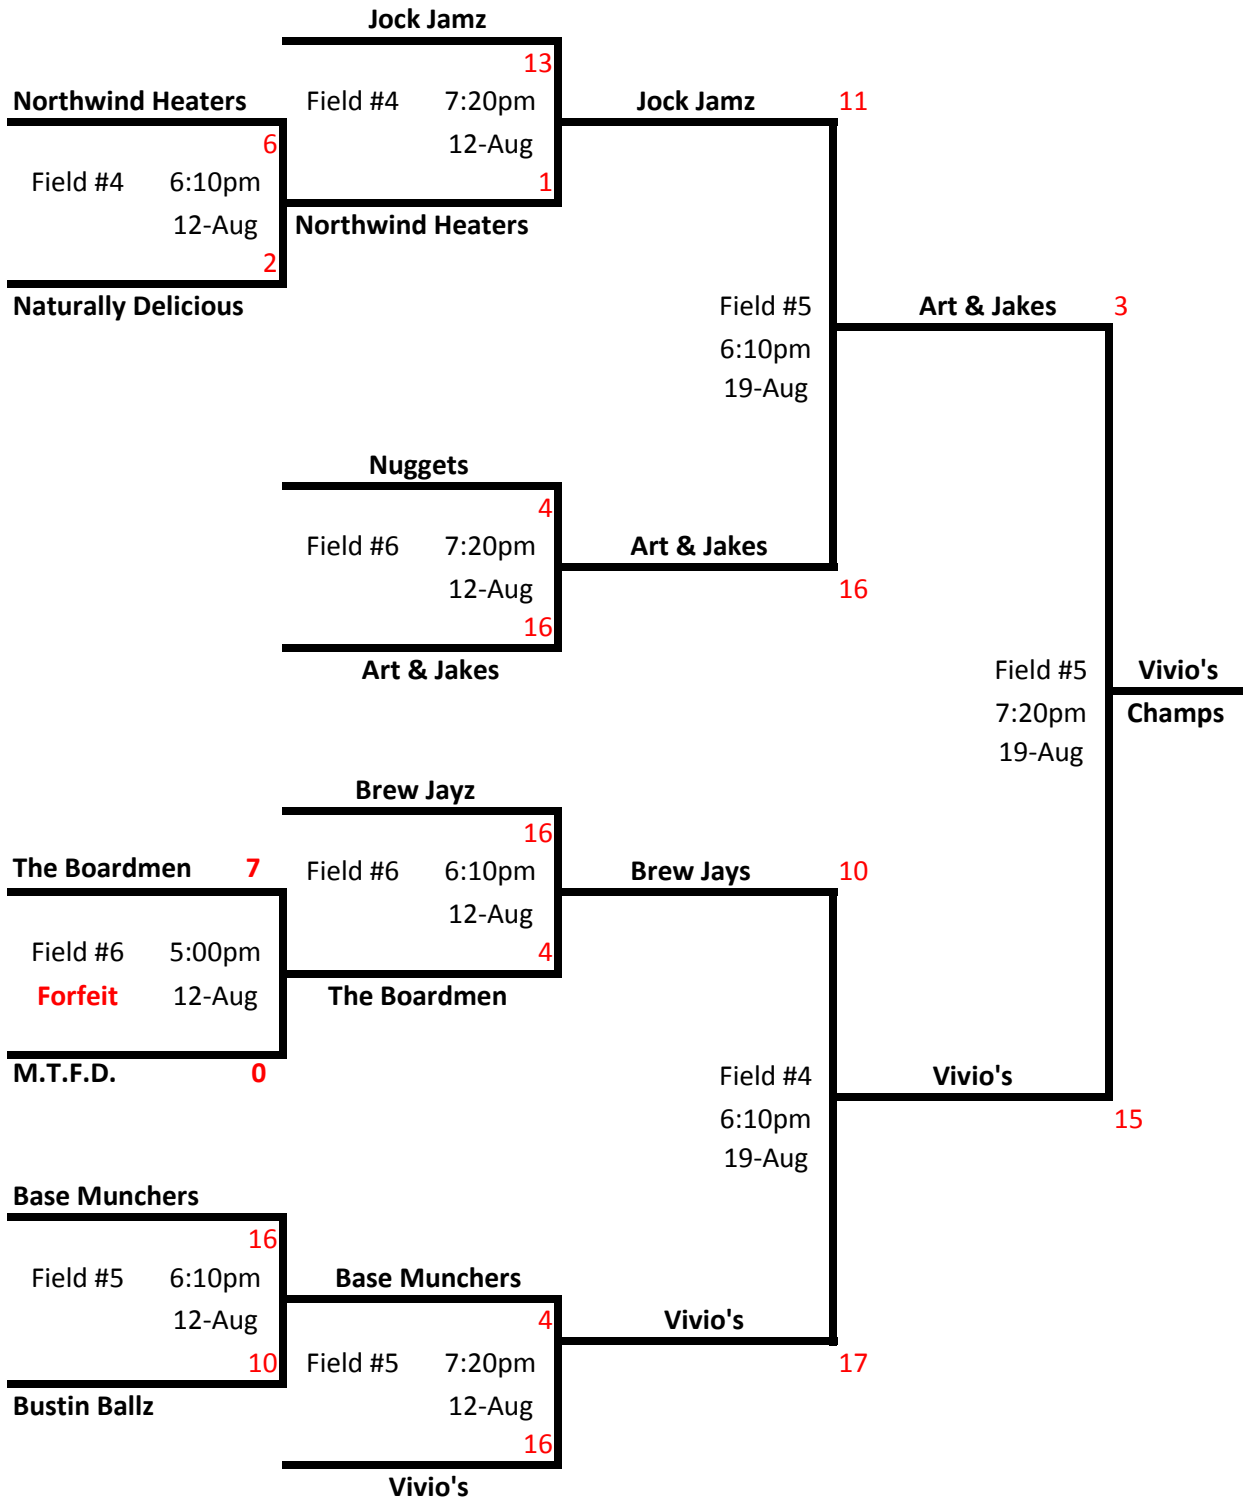 Jock Jamz
13
Northwind Heaters Field #4 7:20pm Jock Jamz 11
6 12-Aug
Field #4 6:10pm 1
12-Aug Northwind Heaters
2
Naturally Delicious Field #5 Art & Jakes 3
6:10pm
19-Aug
Nuggets
4
Field #6 7:20pm Art & Jakes
12-Aug 16
16
Art & Jakes Field #5 Vivio's
7:20pm Champs
19-Aug
Brew Jayz
16
The Boardmen 7 Field #6 6:10pm Brew Jays 10
12-Aug
Field #6 5:00pm 4
Forfeit 12-Aug The Boardmen
M.T.F.D. 0 Field #4 Vivio's
6:10pm 15
19-Aug
Base Munchers
16
Field #5 6:10pm Base Munchers
12-Aug 4 Vivio's
10 Field #5 7:20pm 17
Bustin Ballz 12-Aug
16
Vivio's